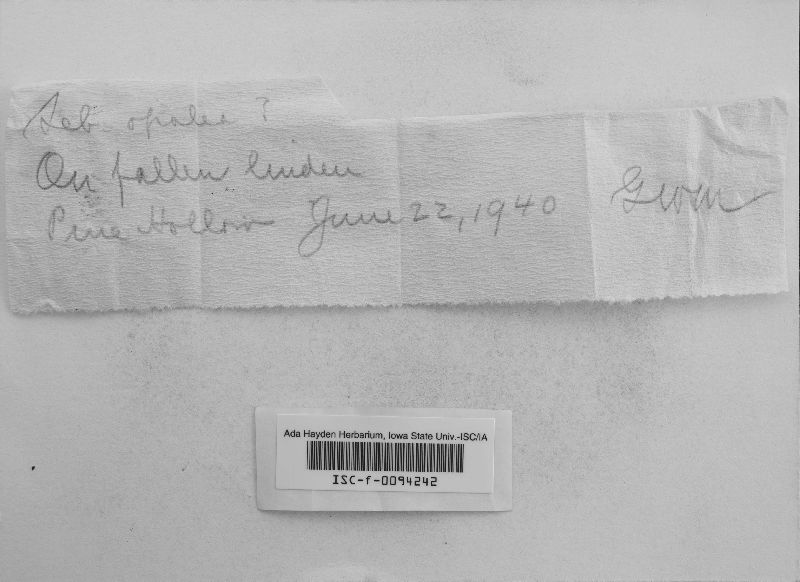 Seb. opalea ?
On fallen linden
Pine Hollow June 22, 1940 GWM
Ada Hayden Herbarium, Iowa State Univ.-ISC/IA
ISC-f-0094242